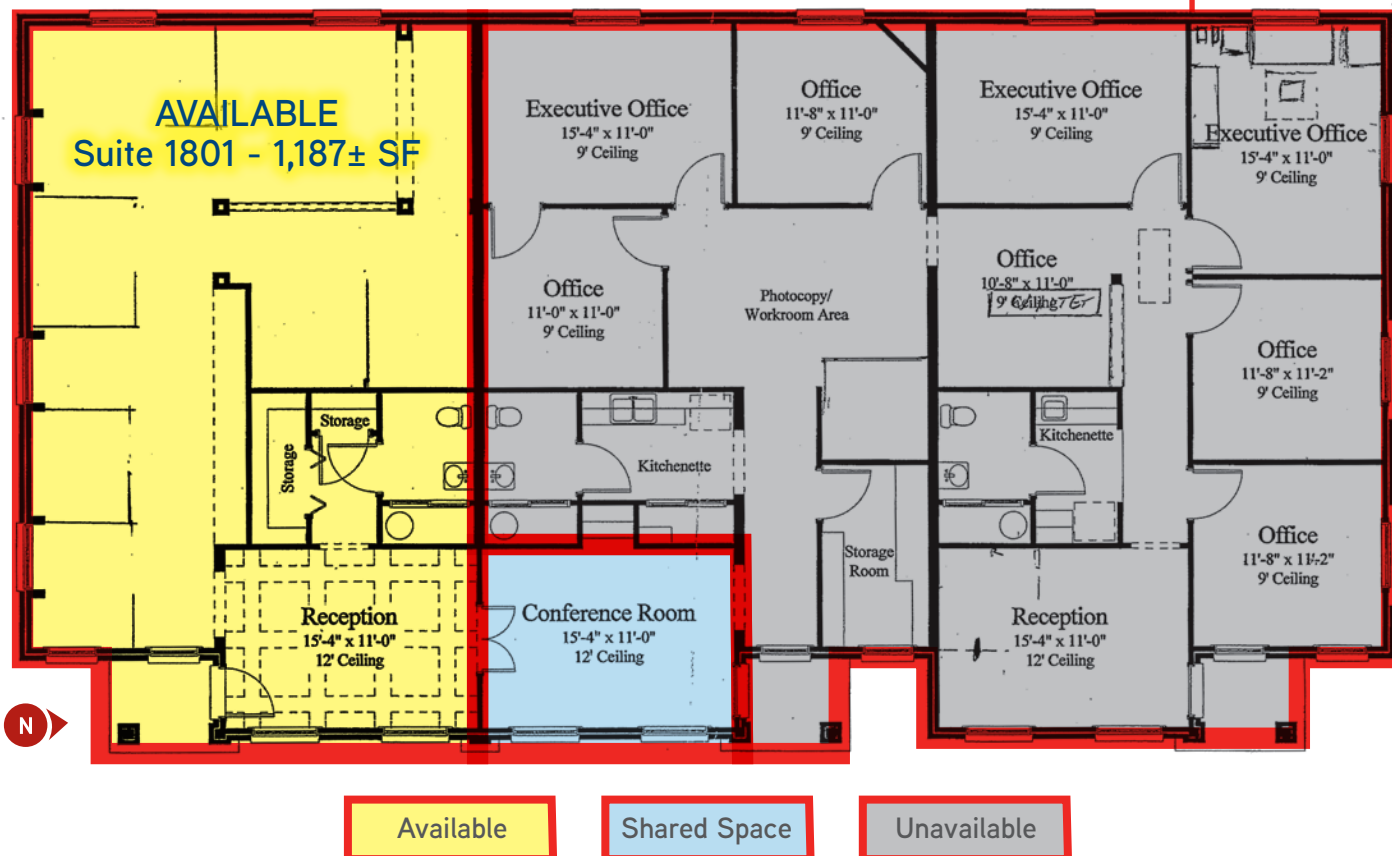 AVAILABLE
Suite 1801 - 1,187± SF
Executive Office
15'-4" x 11'-0"
9' Ceiling
Office
11'-8" x 11'-0"
9' Ceiling
Executive Office
15'-4" x 11'-0"
9' Ceiling
Executive Office
15'-4" x 11'-0"
9' Ceiling
Office
11'-0" x 11'-0"
9' Ceiling
Photocopy/
Workroom Area
Office
10'-8" x 11'-0"
9' Ceiling
Office
11'-8" x 11'-2"
9' Ceiling
Storage
Storage
Kitchenette
Kitchenette
Storage
Room
Office
11'-8" x 11'-2"
9' Ceiling
Reception
15'-4" x 11'-0"
12' Ceiling
Conference Room
15'-4" x 11'-0"
12' Ceiling
Reception
15'-4" x 11'-0"
12' Ceiling
N
Available
Shared Space
Unavailable